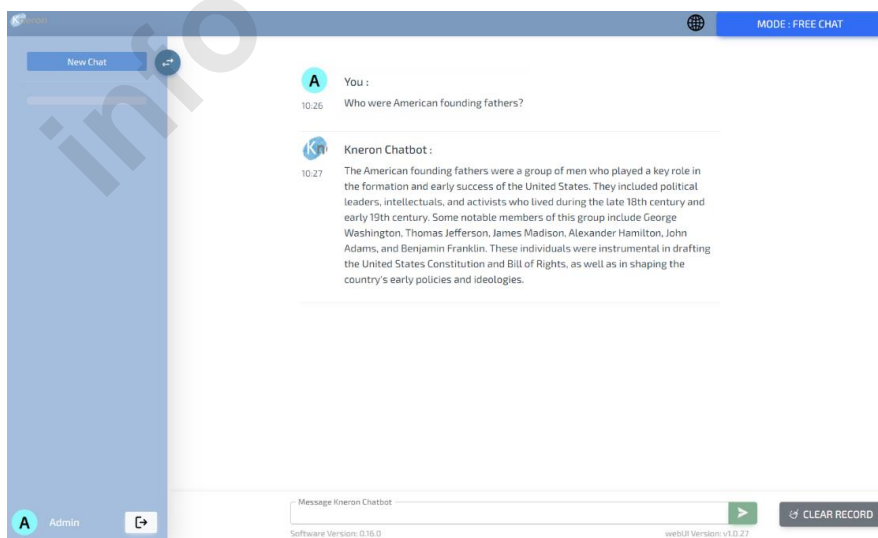 Kneron
MODE : FREE CHAT
New Chat
info
A
You :
10:26
Who were American founding fathers?
Kn
Kneron Chatbot :
10:27
The American founding fathers were a group of men who played a key role in
the formation and early success of the United States. They included political
leaders, intellectuals, and activists who lived during the late 18th century and
early 19th century. Some notable members of this group include George
Washington, Thomas Jefferson, James Madison, Alexander Hamilton, John
Adams, and Benjamin Franklin. These individuals were instrumental in drafting
the United States Constitution and Bill of Rights, as well as in shaping the
country's early policies and ideologies.
Message Kneron Chatbot
CLEAR RECORD
A Admin
Software Version: 0.16.0
webUI Version: v1.0.27